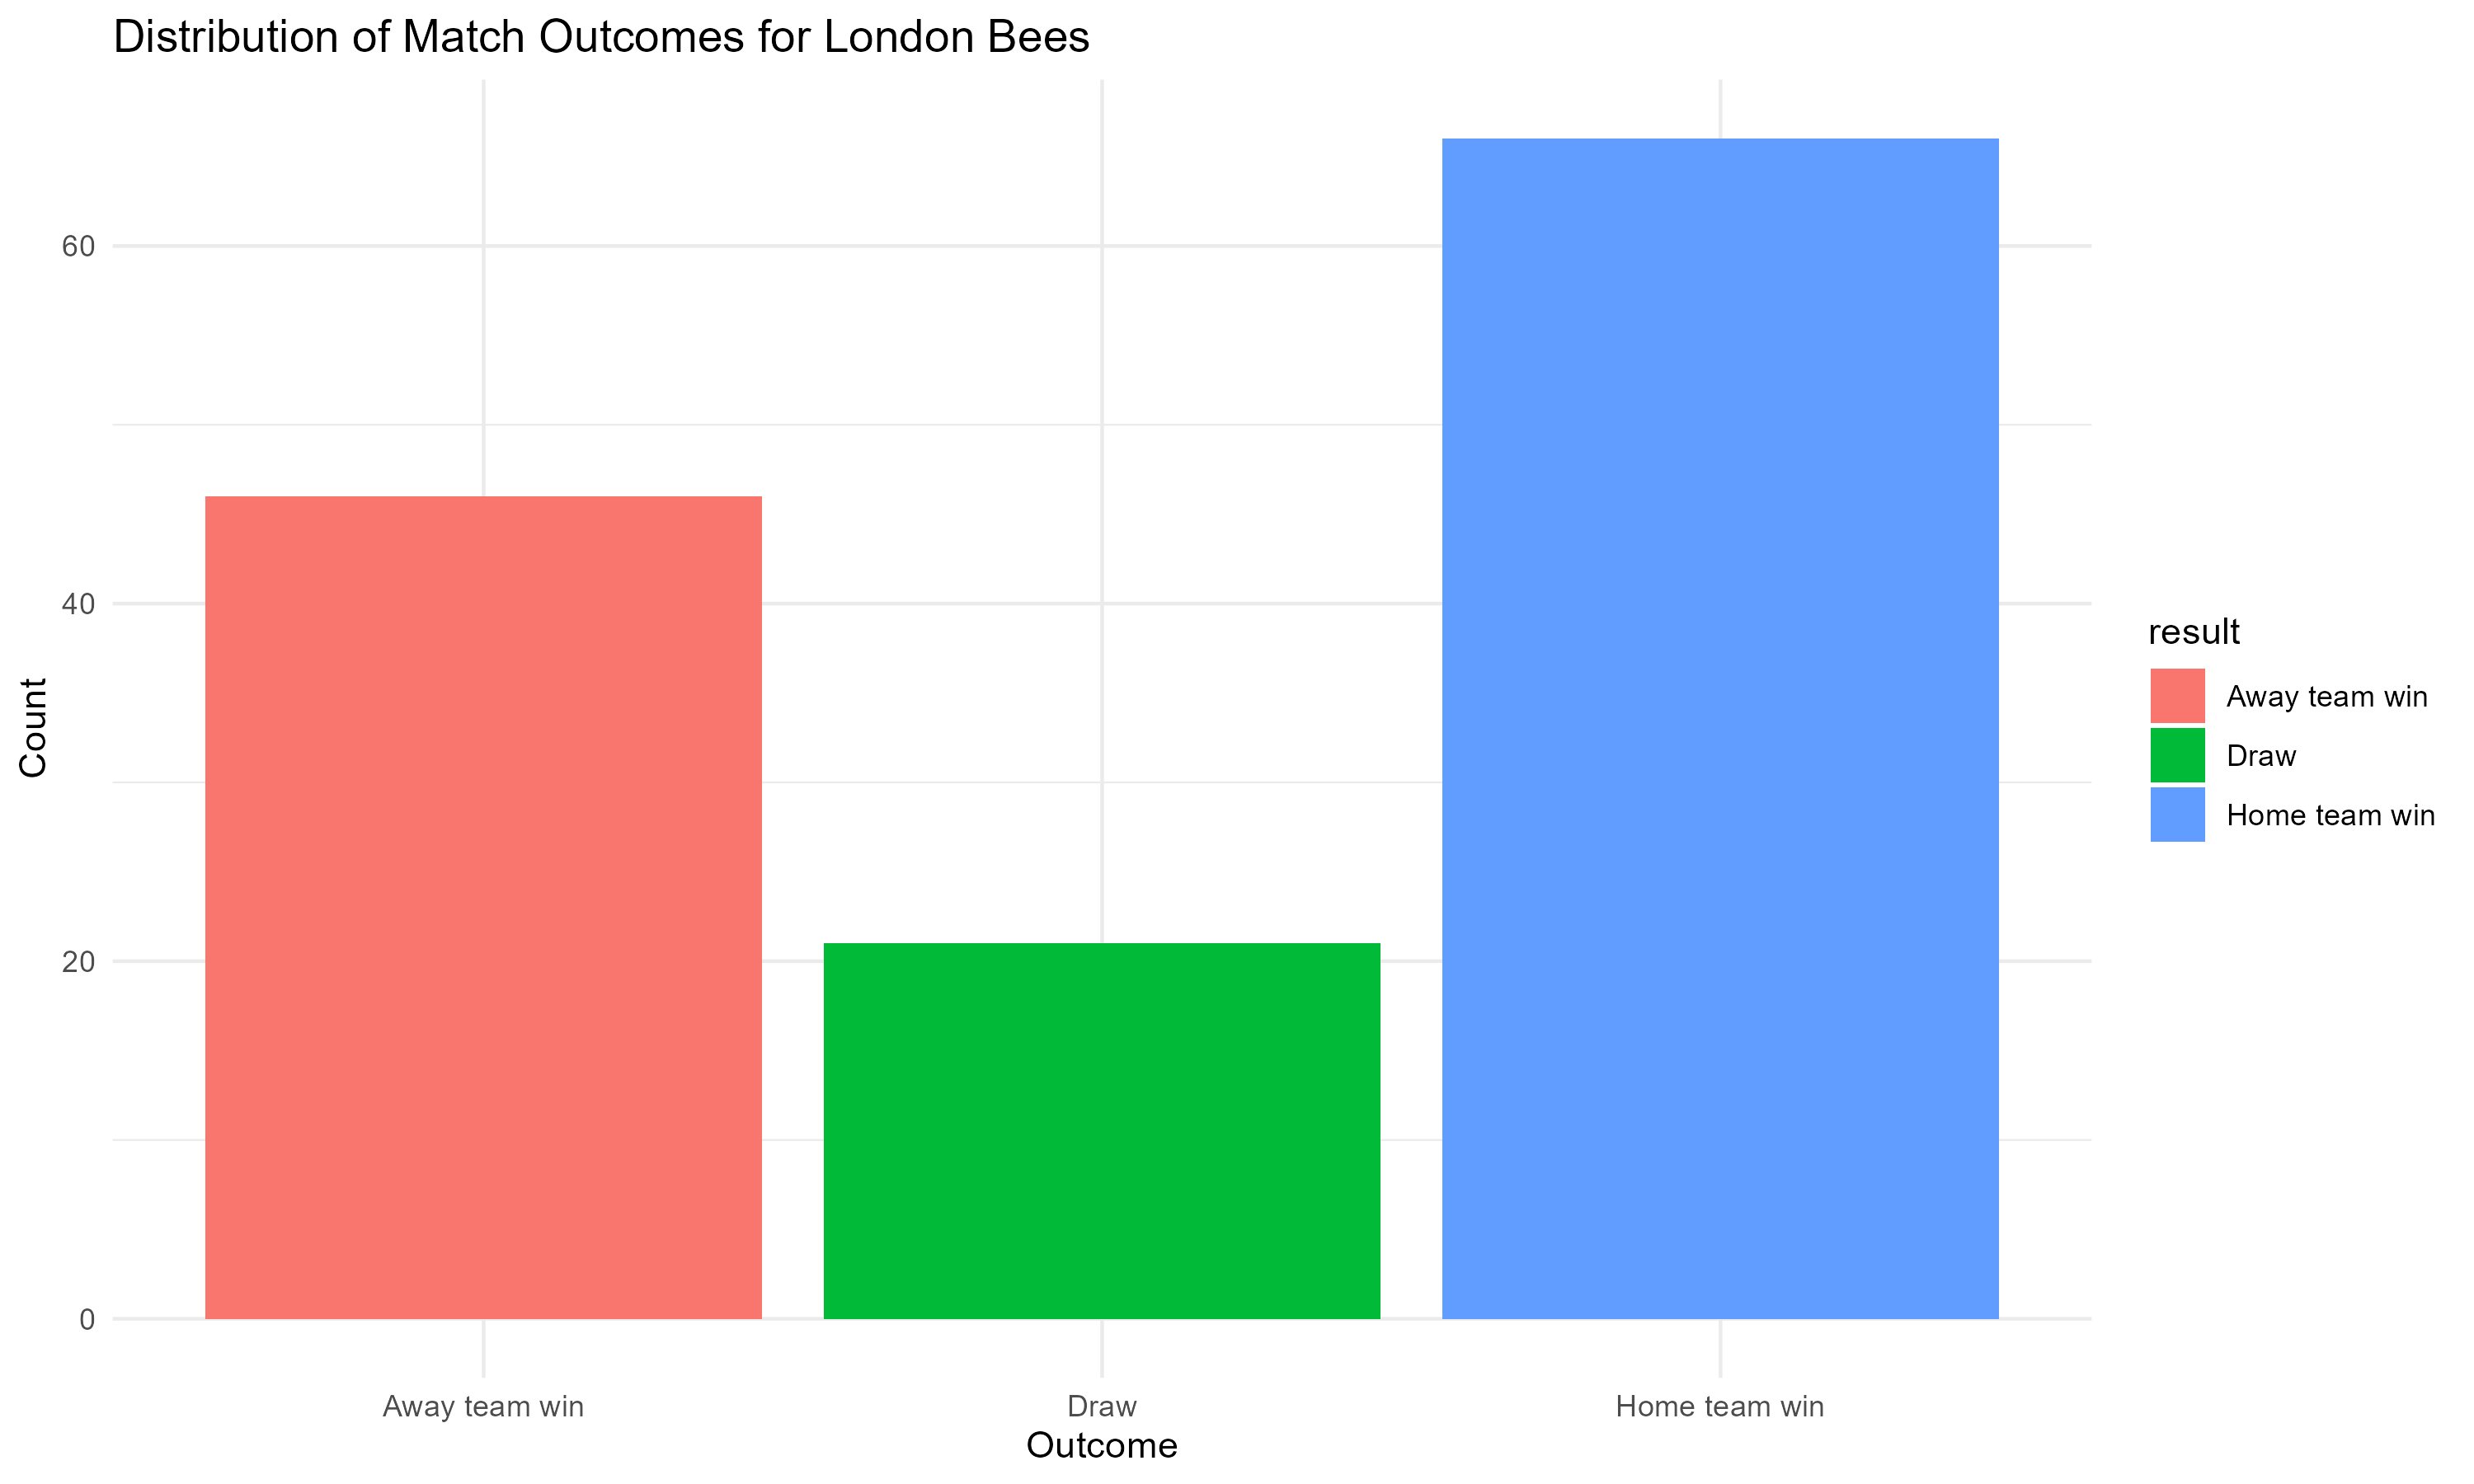 Distribution of Match Outcomes for London Bees
60
40
20
0
Count
Away team win
Draw
Home team win
Outcome
result
Away team win
Draw
Home team win